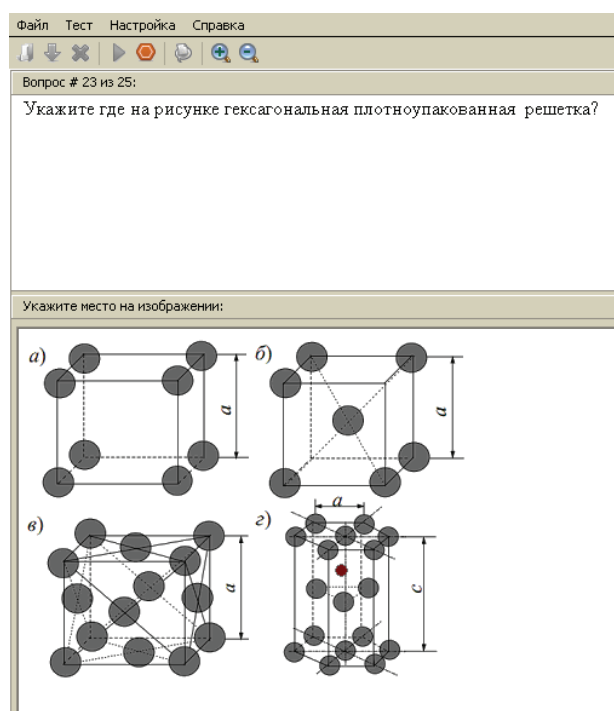 Файл Тест Настройка Справка
Вопрос # 23 из 25:
Укажите где на рисунке гексагональная плотноупакованная решетка?
Укажите место на изображении:
а) a б) a
в) a г) a c